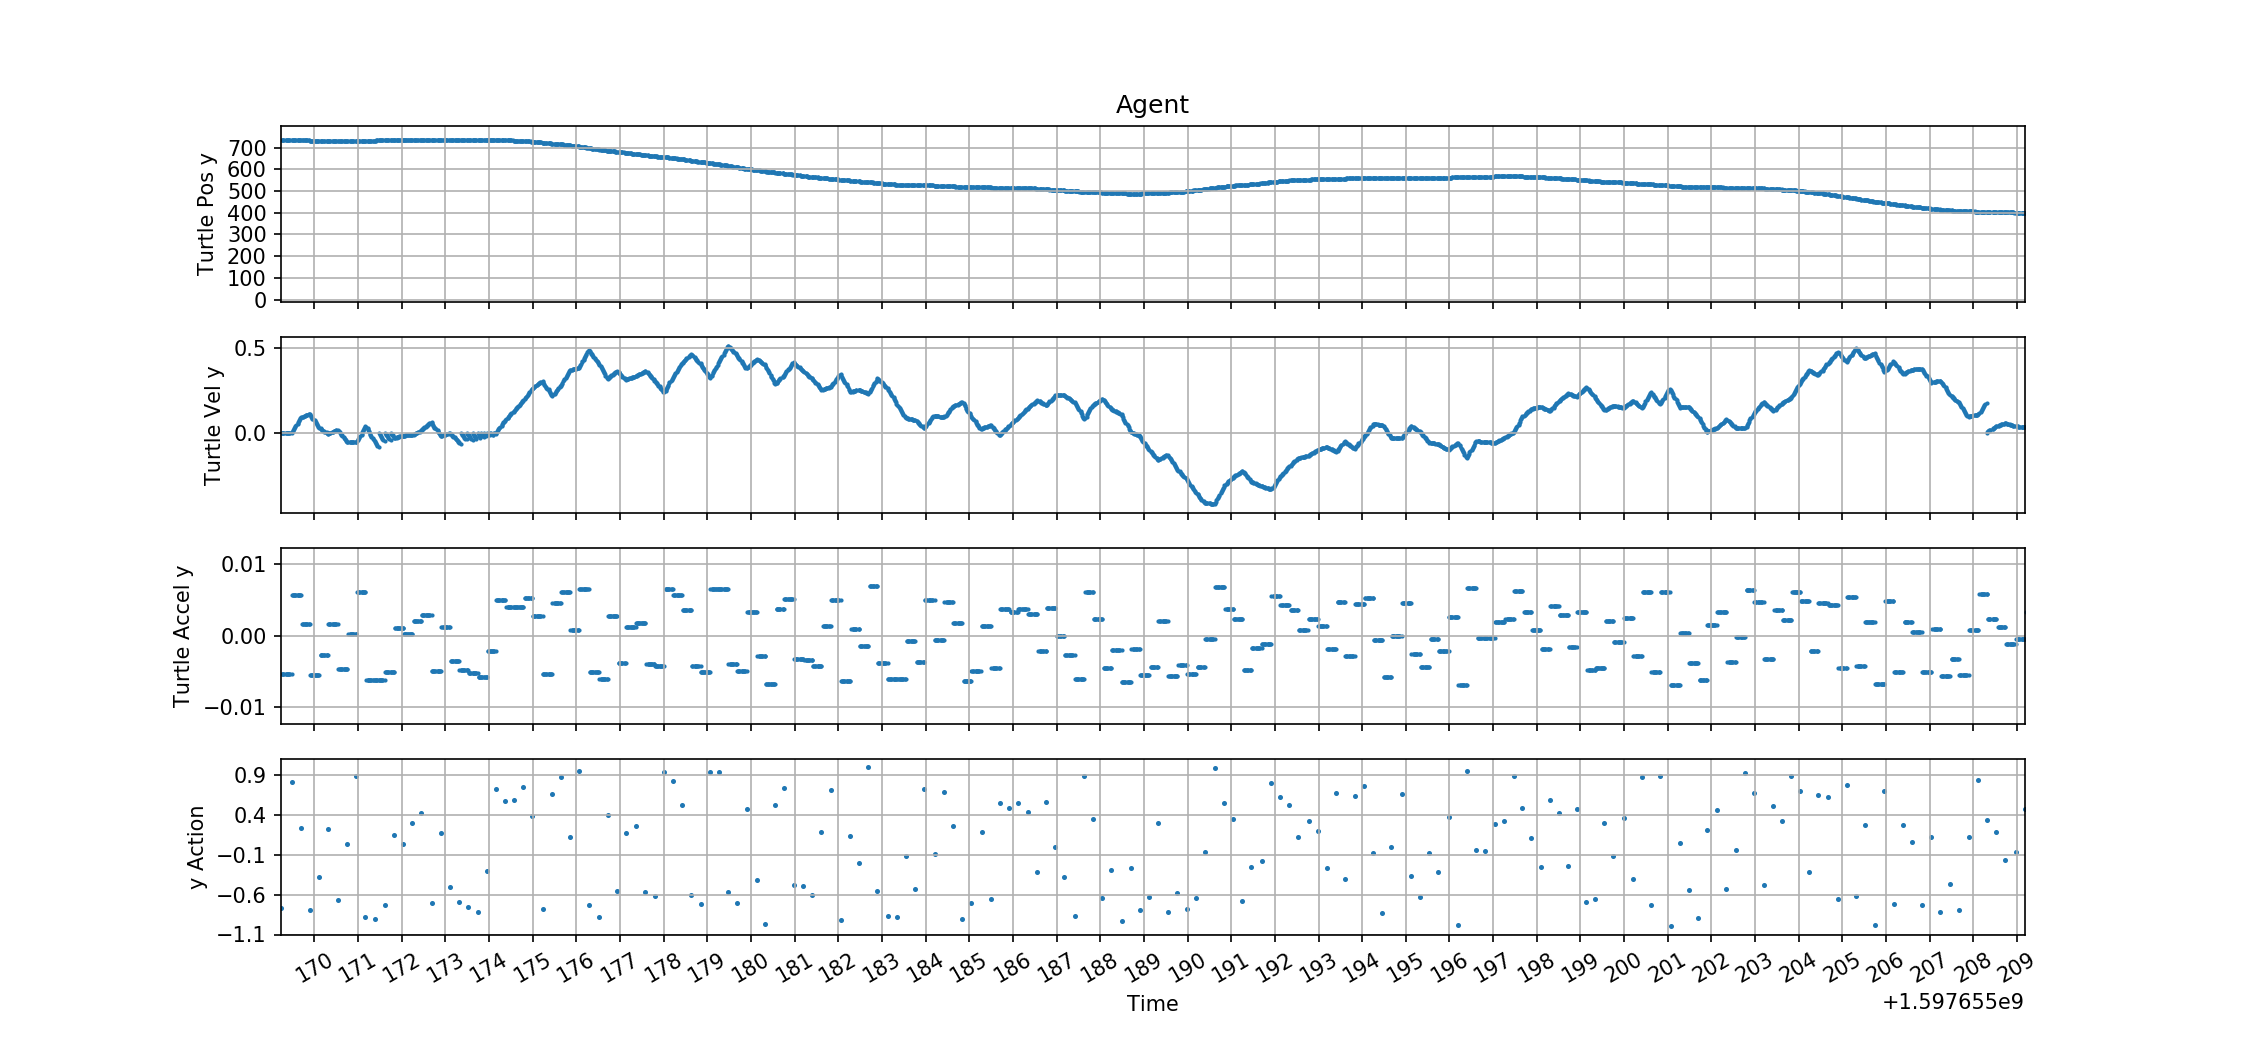 Agent
Turtle Pos y
700
600
500
400
300
200
100
0
Turtle Vel y
0.5
0.0
Turtle Accel y
0.01
0.00
−0.01
y Action
0.9
0.4
−0.1
−0.6
−1.1
170 171 172 173 174 175 176 177 178 179 180 181 182 183 184 185 186 187 188 189 190 191 192 193 194 195 196 197 198 199 200 201 202 203 204 205 206 207 208 209
Time
+1.597655e9